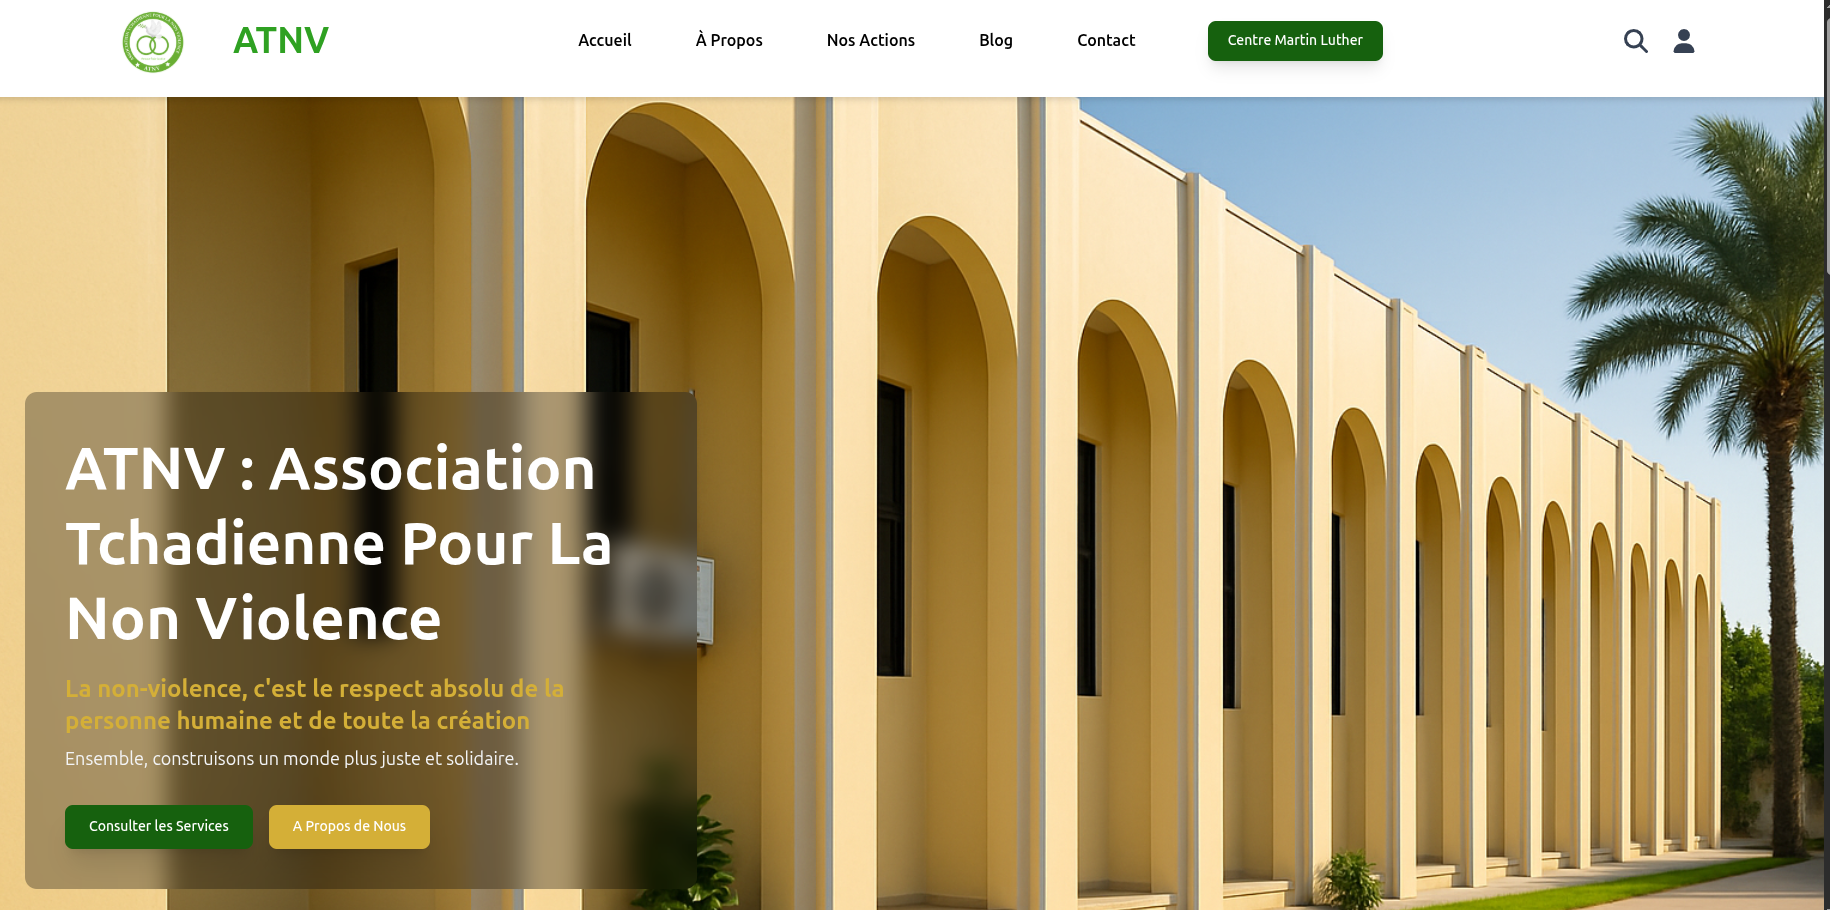 ATNV
ATNV
Accueil
À Propos
Nos Actions
Blog
Contact
Centre Martin Luther
ATNV : Association
Tchadienne Pour La
Non Violence
La non-violence, c'est le respect absolu de la
personne humaine et de toute la création
Ensemble, construisons un monde plus juste et solidaire.
Consulter les Services
A Propos de Nous